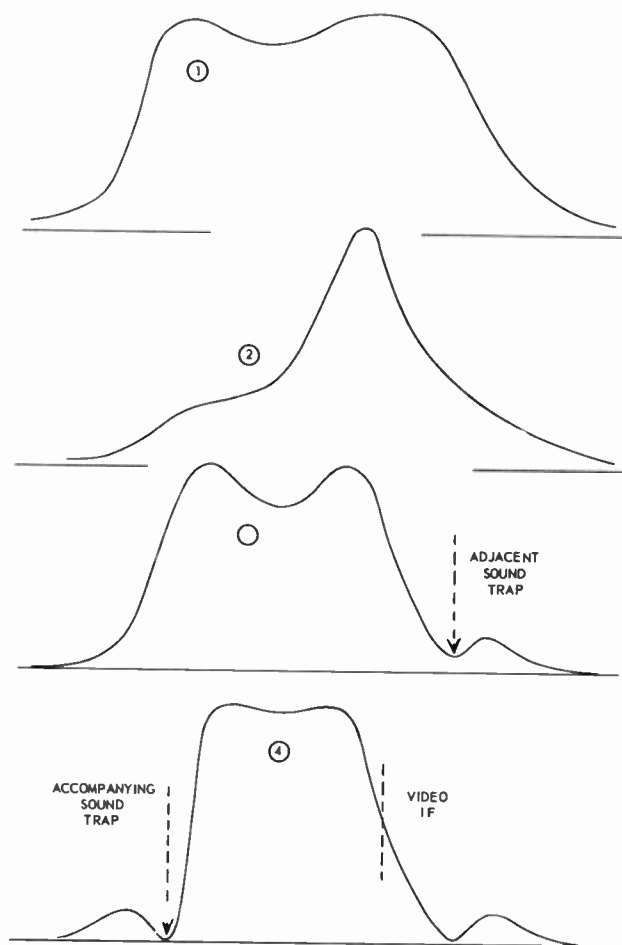 1
2
ADJACENT
SOUND
TRAP
4
ACCOMPANYING
SOUND
TRAP
VIDEO
IF